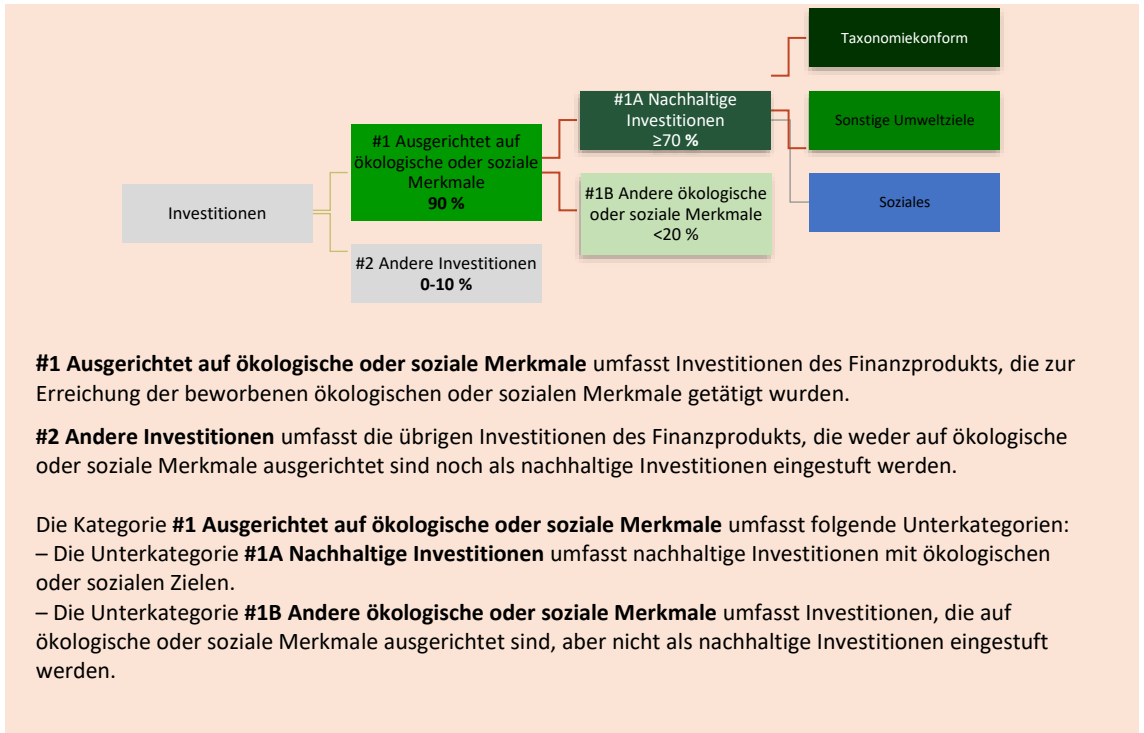 Taxonomiekonform
#1A Nachhaltige
Investitionen
≥70 %
Sonstige Umweltziele
#1 Ausgerichtet auf
ökologische oder soziale
Merkmale
90 %
#1B Andere ökologische
oder soziale Merkmale
<20 %
Soziales
Investitionen
#2 Andere Investitionen
0-10 %
#1 Ausgerichtet auf ökologische oder soziale Merkmale umfasst Investitionen des Finanzprodukts, die zur
Erreichung der beworbenen ökologischen oder sozialen Merkmale getätigt wurden.
#2 Andere Investitionen umfasst die übrigen Investitionen des Finanzprodukts, die weder auf ökologische
oder soziale Merkmale ausgerichtet sind noch als nachhaltige Investitionen eingestuft werden.
Die Kategorie #1 Ausgerichtet auf ökologische oder soziale Merkmale umfasst folgende Unterkategorien:
– Die Unterkategorie #1A Nachhaltige Investitionen umfasst nachhaltige Investitionen mit ökologischen
oder sozialen Zielen.
– Die Unterkategorie #1B Andere ökologische oder soziale Merkmale umfasst Investitionen, die auf
ökologische oder soziale Merkmale ausgerichtet sind, aber nicht als nachhaltige Investitionen eingestuft
werden.